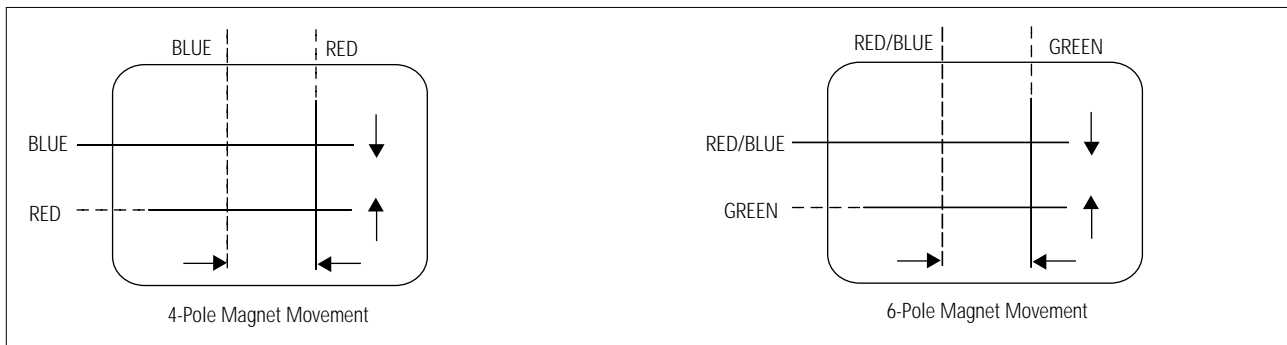 BLUE
RED
BLUE
RED
4-Pole Magnet Movement
RED/BLUE
GREEN
RED/BLUE
GREEN
6-Pole Magnet Movement